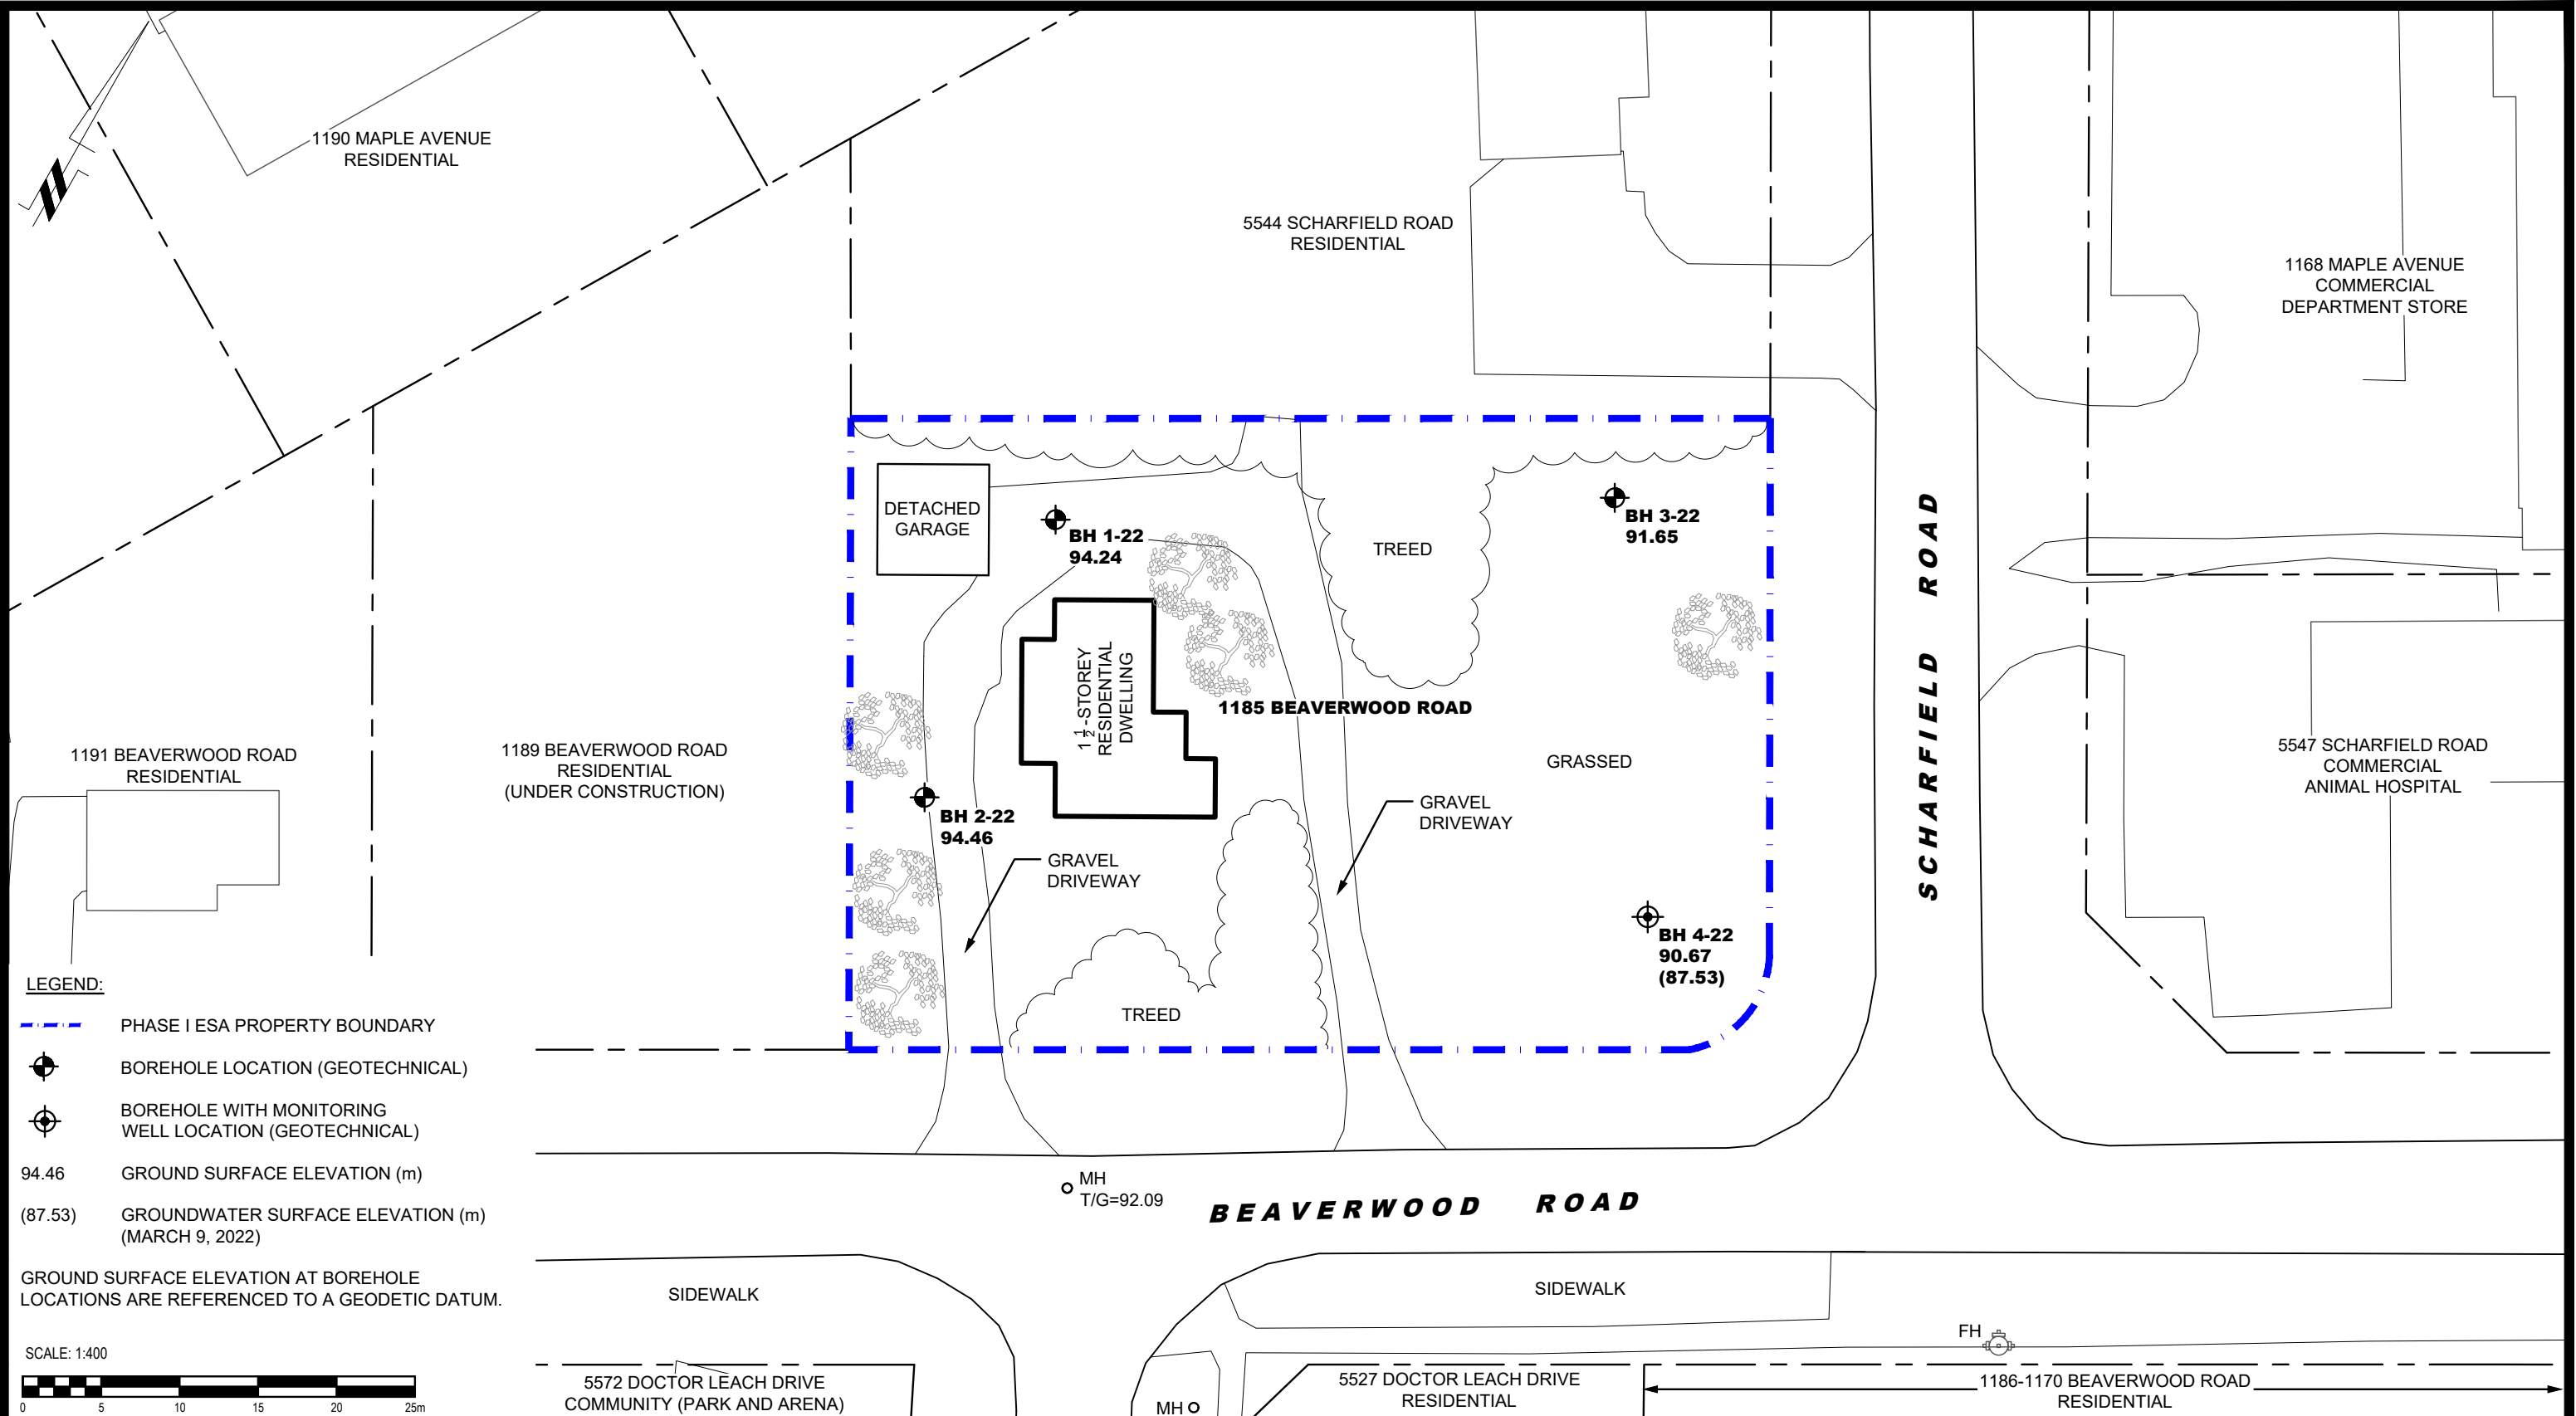 1190 MAPLE AVENUE
RESIDENTIAL
5544 SCHARFIELD ROAD
RESIDENTIAL
1168 MAPLE AVENUE
COMMERCIAL
DEPARTMENT STORE
DETACHED
GARAGE
BH 1-22
94.24
TREED
BH 3-22
91.65
SCHARFIELD ROAD
1 1/2 -STOREY
RESIDENTIAL
DWELLING
1185 BEAVERWOOD ROAD
1191 BEAVERWOOD ROAD
RESIDENTIAL
1189 BEAVERWOOD ROAD
RESIDENTIAL
(UNDER CONSTRUCTION)
GRASSED
5547 SCHARFIELD ROAD
COMMERCIAL
ANIMAL HOSPITAL
BH 2-22
94.46
GRAVEL
DRIVEWAY
GRAVEL
DRIVEWAY
BH 4-22
90.67
(87.53)
TREED
LEGEND:
PHASE I ESA PROPERTY BOUNDARY
BOREHOLE LOCATION (GEOTECHNICAL)
BOREHOLE WITH MONITORING
WELL LOCATION (GEOTECHNICAL)
94.46 GROUND SURFACE ELEVATION (m)
(87.53) GROUNDWATER SURFACE ELEVATION (m)
(MARCH 9, 2022)
GROUND SURFACE ELEVATION AT BOREHOLE
LOCATIONS ARE REFERENCED TO A GEODETIC DATUM.
SCALE: 1:400
0 5 10 15 20 25m
MH
T/G=92.09
BEAVERWOOD ROAD
SIDEWALK
SIDEWALK
FH
5572 DOCTOR LEACH DRIVE
COMMUNITY (PARK AND ARENA)
MH
5527 DOCTOR LEACH DRIVE
RESIDENTIAL
1186-1170 BEAVERWOOD ROAD
RESIDENTIAL